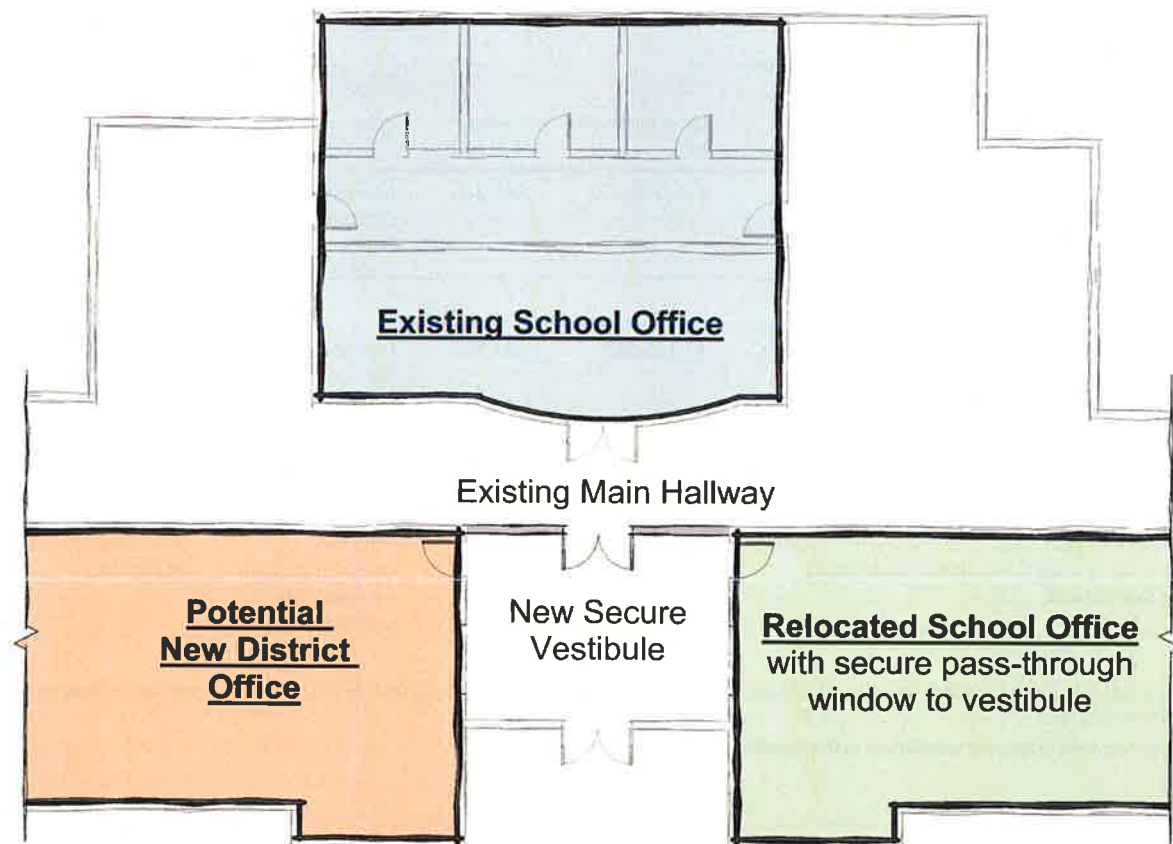 Existing School Office
Existing Main Hallway
Potential
New District
Office
New Secure
Vestibule
Relocated School Office
with secure pass-through
window to vestibule